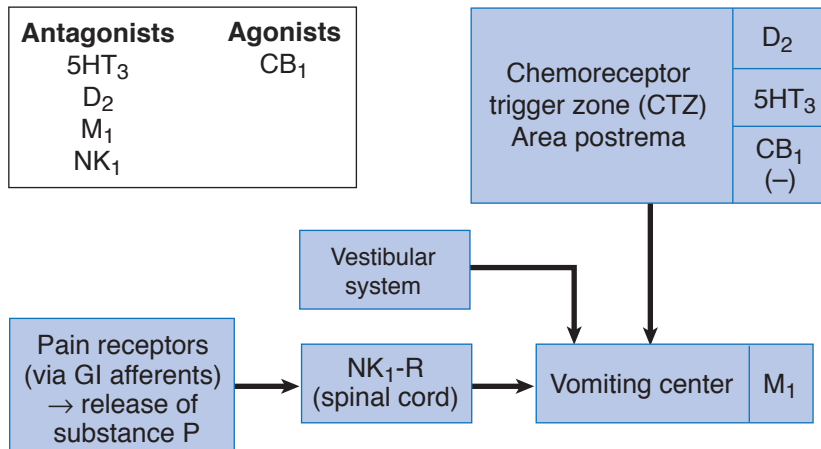 Antagonists Agonists
5HT₃ CB₁
D₂
M₁
NK₁
Chemoreceptor
trigger zone (CTZ)
Area postrema
D₂
5HT₃
CB₁
(–)
Vestibular
system
Pain receptors
(via GI afferents)
→ release of
substance P
NK₁-R
(spinal cord)
Vomiting center
M₁